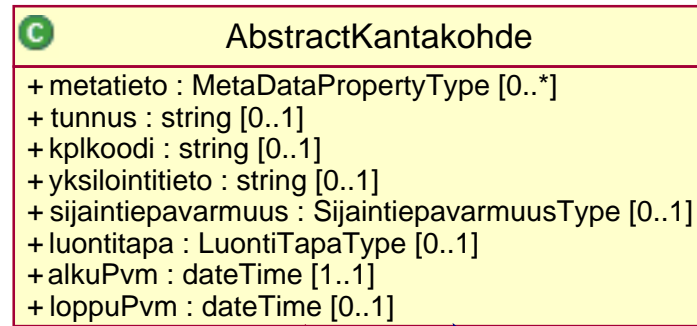 C AbstractKantakohde
+ metatieto : MetaDataPropertyType [0..*]
+ tunnus : string [0..1]
+ kplkoodi : string [0..1]
+ yksilointitieto : string [0..1]
+ sijaintiepavarmuus : SijaintiepavarmuusType [0..1]
+ luontitapa : LuontiTapaType [0..1]
+ alkuPvm : dateTime [1..1]
+ loppuPvm : dateTime [0..1]